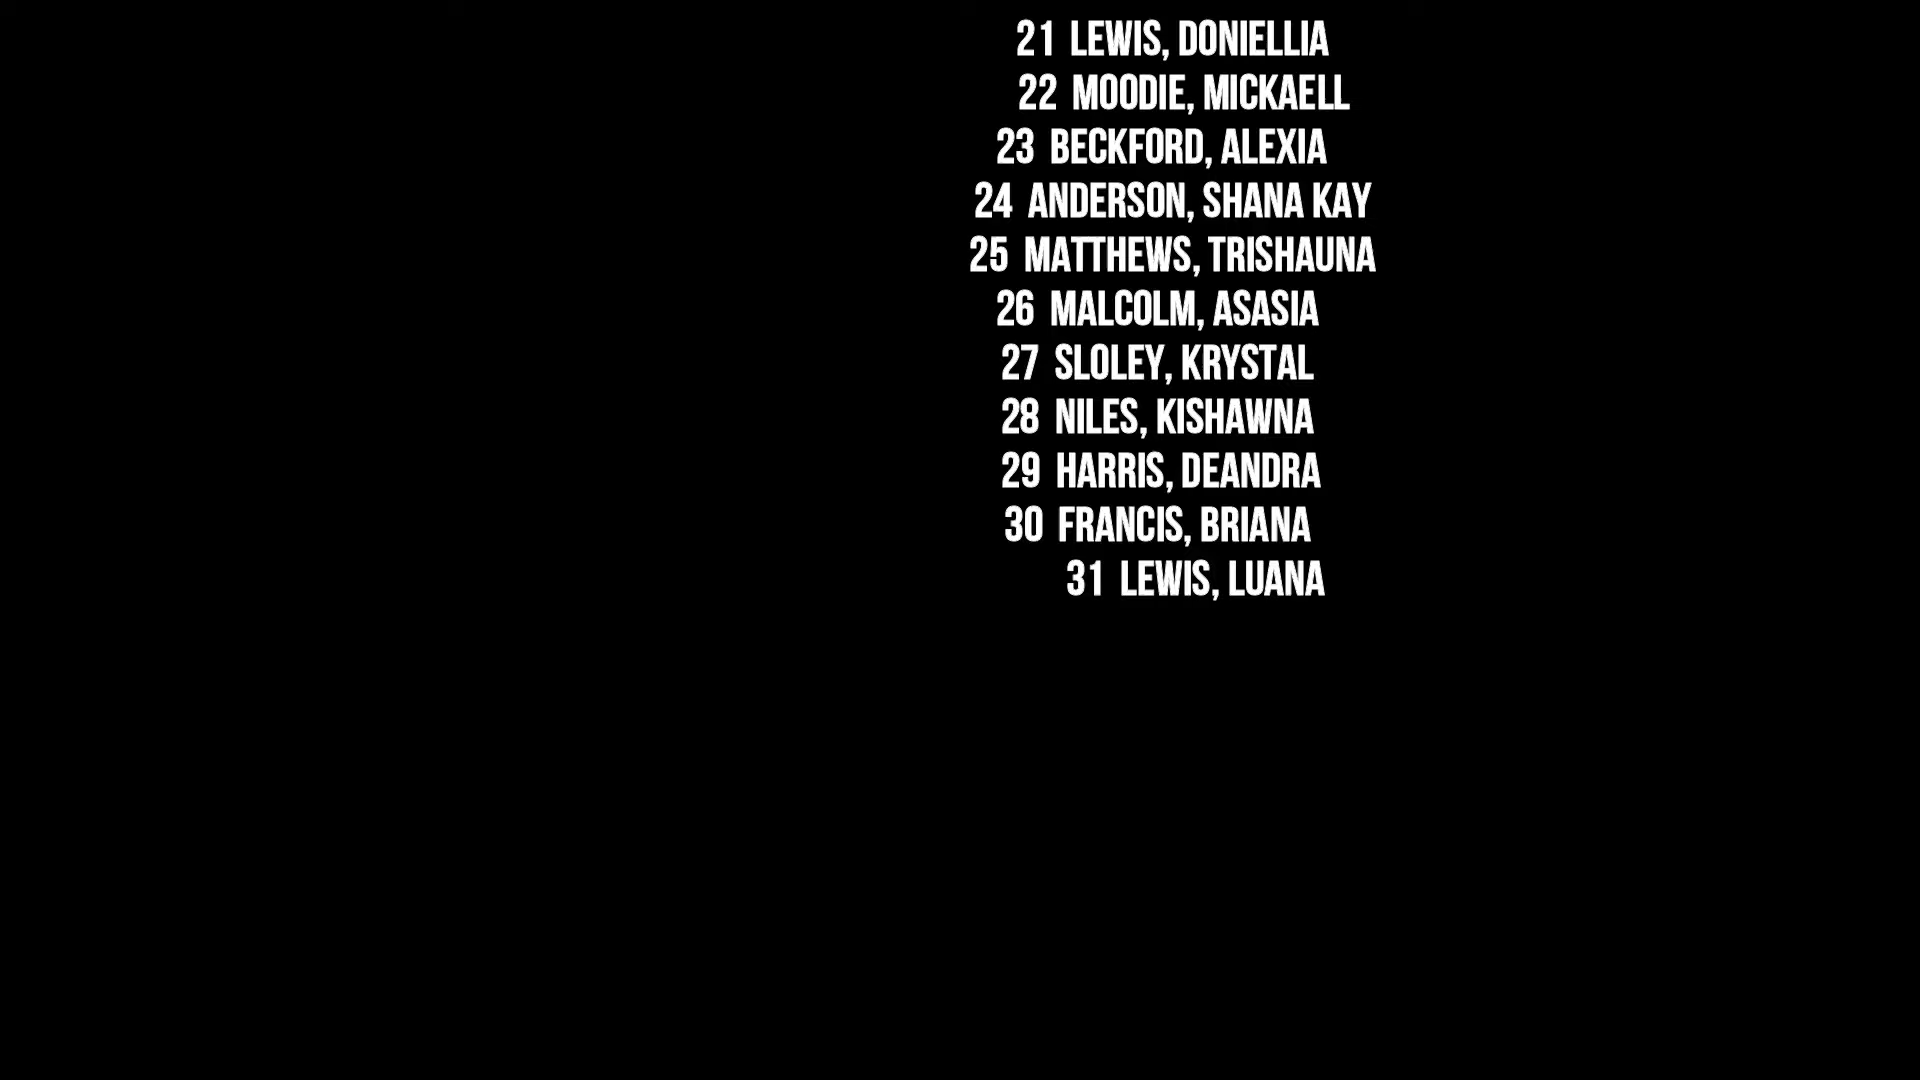 21 LEWIS, DONIELLIA
22 MOODIE, MICKAELL
23 BECKFORD, ALEXIA
24 ANDERSON, SHANA KAY
25 MATTHEWS, TRISHAUNA
26 MALCOLM, ASASIA
27 SLOLEY, KRYSTAL
28 NILES, KISHAWNA
29 HARRIS, DEANDRA
30 FRANCIS, BRIANA
31 LEWIS, LUANA